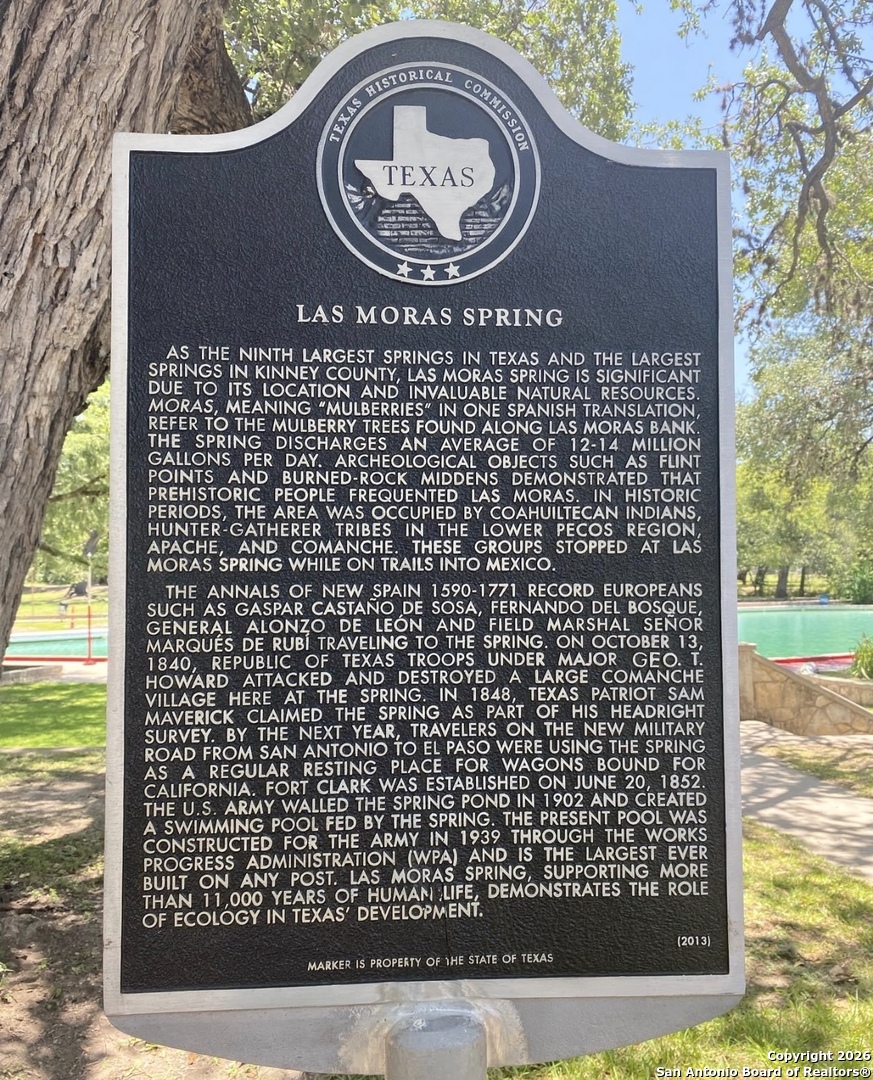 TEXAS HISTORICAL COMMISSION
TEXAS
LAS MORAS SPRING
AS THE NINTH LARGEST SPRINGS IN TEXAS AND THE LARGEST
SPRINGS IN KINNEY COUNTY, LAS MORAS SPRING IS SIGNIFICANT
DUE TO ITS LOCATION AND INVALUABLE NATURAL RESOURCES.
MORAS, MEANING "MULBERRIES" IN ONE SPANISH TRANSLATION,
REFER TO THE MULBERRY TREES FOUND ALONG LAS MORAS BANK.
THE SPRING DISCHARGES AN AVERAGE OF 12-14 MILLION
GALLONS PER DAY. ARCHEOLOGICAL OBJECTS SUCH AS FLINT
POINTS AND BURNED-ROCK MIDDENS DEMONSTRATED THAT
PREHISTORIC PEOPLE FREQUENTED LAS MORAS. IN HISTORIC
PERIODS, THE AREA WAS OCCUPIED BY COAHUILTECAN INDIANS,
HUNTER-GATHERER TRIBES IN THE LOWER PECOS REGION,
APACHE, AND COMANCHE. THESE GROUPS STOPPED AT LAS
MORAS SPRING WHILE ON TRAILS INTO MEXICO.
THE ANNALS OF NEW SPAIN 1590-1771 RECORD EUROPEANS
SUCH AS GASPAR CASTAÑO DE SOSA, FERNANDO DEL BOSQUE,
GENERAL ALONZO DE LEÓN AND FIELD MARSHAL SEÑOR
MARQUÉS DE RUBÍ TRAVELING TO THE SPRING. ON OCTOBER 13,
1840, REPUBLIC OF TEXAS TROOPS UNDER MAJOR GEO. T.
HOWARD ATTACKED AND DESTROYED A LARGE COMANCHE
VILLAGE HERE AT THE SPRING. IN 1848, TEXAS PATRIOT SAM
MAVERICK CLAIMED THE SPRING AS PART OF HIS HEADRIGHT
SURVEY. BY THE NEXT YEAR, TRAVELERS ON THE NEW MILITARY
ROAD FROM SAN ANTONIO TO EL PASO WERE USING THE SPRING
AS A REGULAR RESTING PLACE FOR WAGONS BOUND FOR
CALIFORNIA. FORT CLARK WAS ESTABLISHED ON JUNE 20, 1852.
THE U.S. ARMY WALLED THE SPRING POND IN 1902 AND CREATED
A SWIMMING POOL FED BY THE SPRING. THE PRESENT POOL WAS
CONSTRUCTED FOR THE ARMY IN 1939 THROUGH THE WORKS
PROGRESS ADMINISTRATION (WPA) AND IS THE LARGEST EVER
BUILT ON ANY POST. LAS MORAS SPRING, SUPPORTING MORE
THAN 11,000 YEARS OF HUMAN LIFE, DEMONSTRATES THE ROLE
OF ECOLOGY IN TEXAS' DEVELOPMENT.
(2013)
MARKER IS PROPERTY OF THE STATE OF TEXAS
Copyright 2026
San Antonio Board of Realtors®